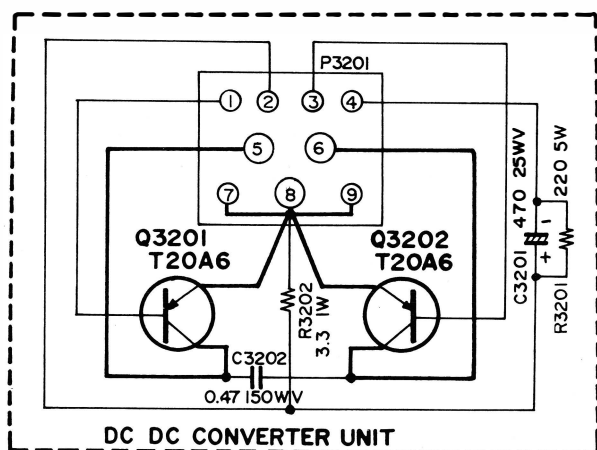 P3201
1 2 3 4
5 6
7 8 9
Q3201
T20A6
Q3202
T20A6
C3201 470 25WV
R3201 220 5W
-
+
R3202
3.3 1W
C3202
0.47 150WV
DC DC CONVERTER UNIT